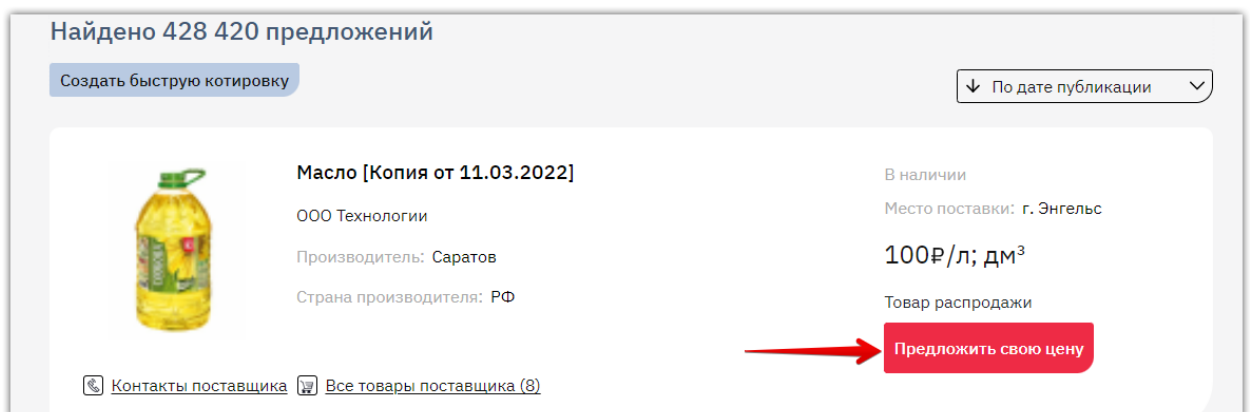 Найдено 428 420 предложений
Создать быструю котировку
По дате публикации
Масло [Копия от 11.03.2022]
ООО Технологии
Производитель: Саратов
Страна производителя: РФ
В наличии
Место поставки: г. Энгельс
100₽/л; дм³
Товар распродажи
Предложить свою цену
Контакты поставщика
Все товары поставщика (8)